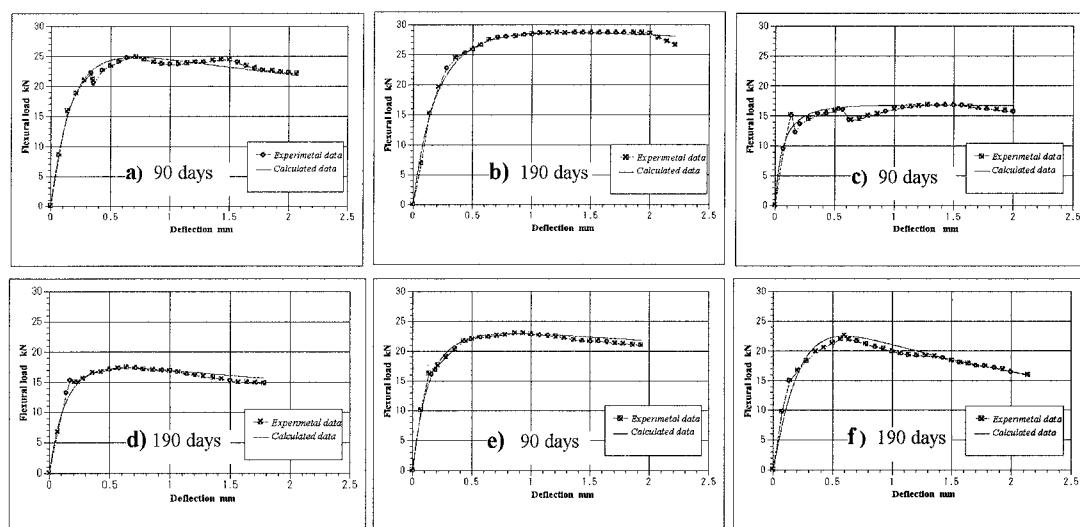 30
25
20
15
10
5
0
Flexural load kN
Experimetal data
Calculated data
a) 90 days
0 0.5 1 1.5 2 2.5
Deflection mm
30
25
20
15
10
5
0
Flexural load kN
Experimetal data
Calculated data
b) 190 days
0 0.5 1 1.5 2 2.5
Deflection mm
30
25
20
15
10
5
0
Flexural load kN
Experimetal data
Calculated data
c) 90 days
0 0.5 1 1.5 2 2.5
Deflection mm
30
25
20
15
10
5
0
Flexural load kN
Experimetal data
Calculated data
d) 190 days
0 0.5 1 1.5 2 2.5
Deflection mm
30
25
20
15
10
5
0
Flexural load kN
Experimetal data
Calculated data
e) 90 days
0 0.5 1 1.5 2 2.5
Deflection mm
30
25
20
15
10
5
0
Flexural load kN
Experimetal data
Calculated data
f) 190 days
0 0.5 1 1.5 2 2.5
Deflection mm